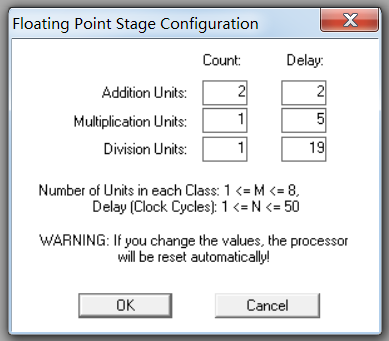 Floating Point Stage Configuration
Count: Delay:
Addition Units: 2 2
Multiplication Units: 1 5
Division Units: 1 19
Number of Units in each Class: 1 <= M <= 8,
Delay (Clock Cycles): 1 <= N <= 50
WARNING: If you change the values, the processor
will be reset automatically!
OK Cancel